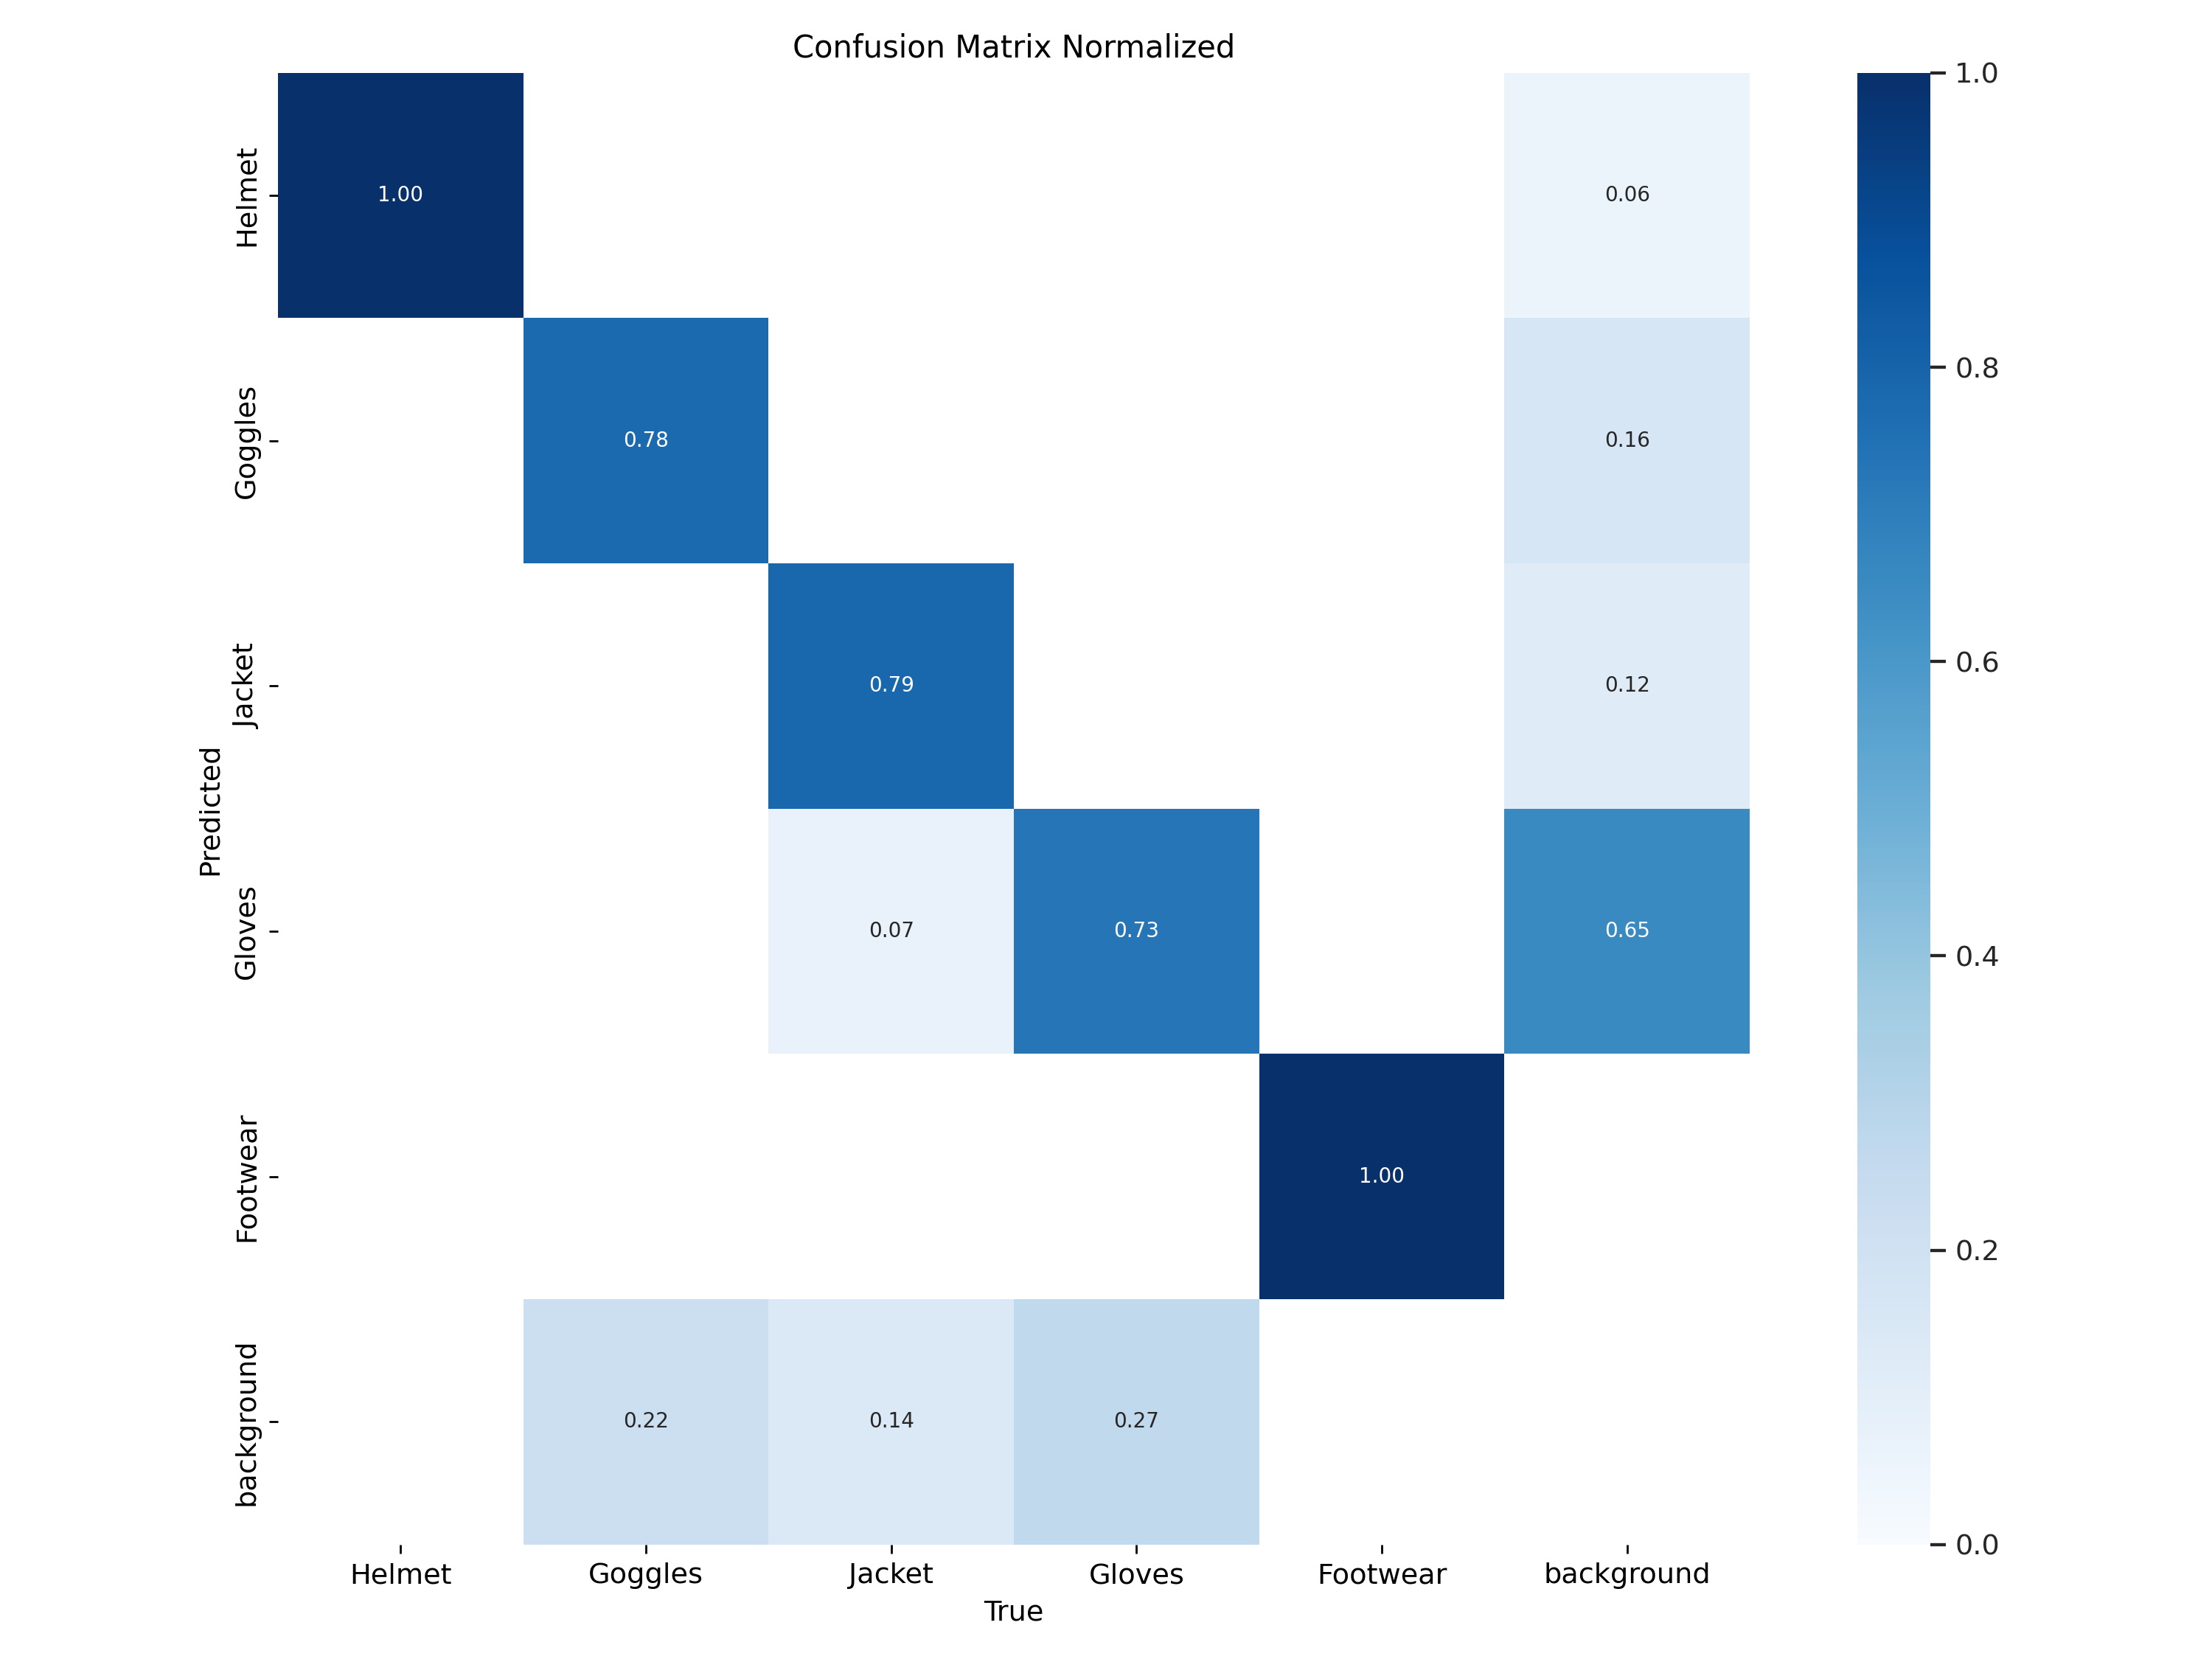 Confusion Matrix Normalized
Helmet
1.00
0.06
1.0
Goggles
0.78
0.16
0.8
Jacket
0.79
0.12
0.6
Predicted
Gloves
0.07
0.73
0.65
0.4
Footwear
1.00
0.2
background
0.22
0.14
0.27
0.0
Helmet Goggles Jacket Gloves Footwear background
True